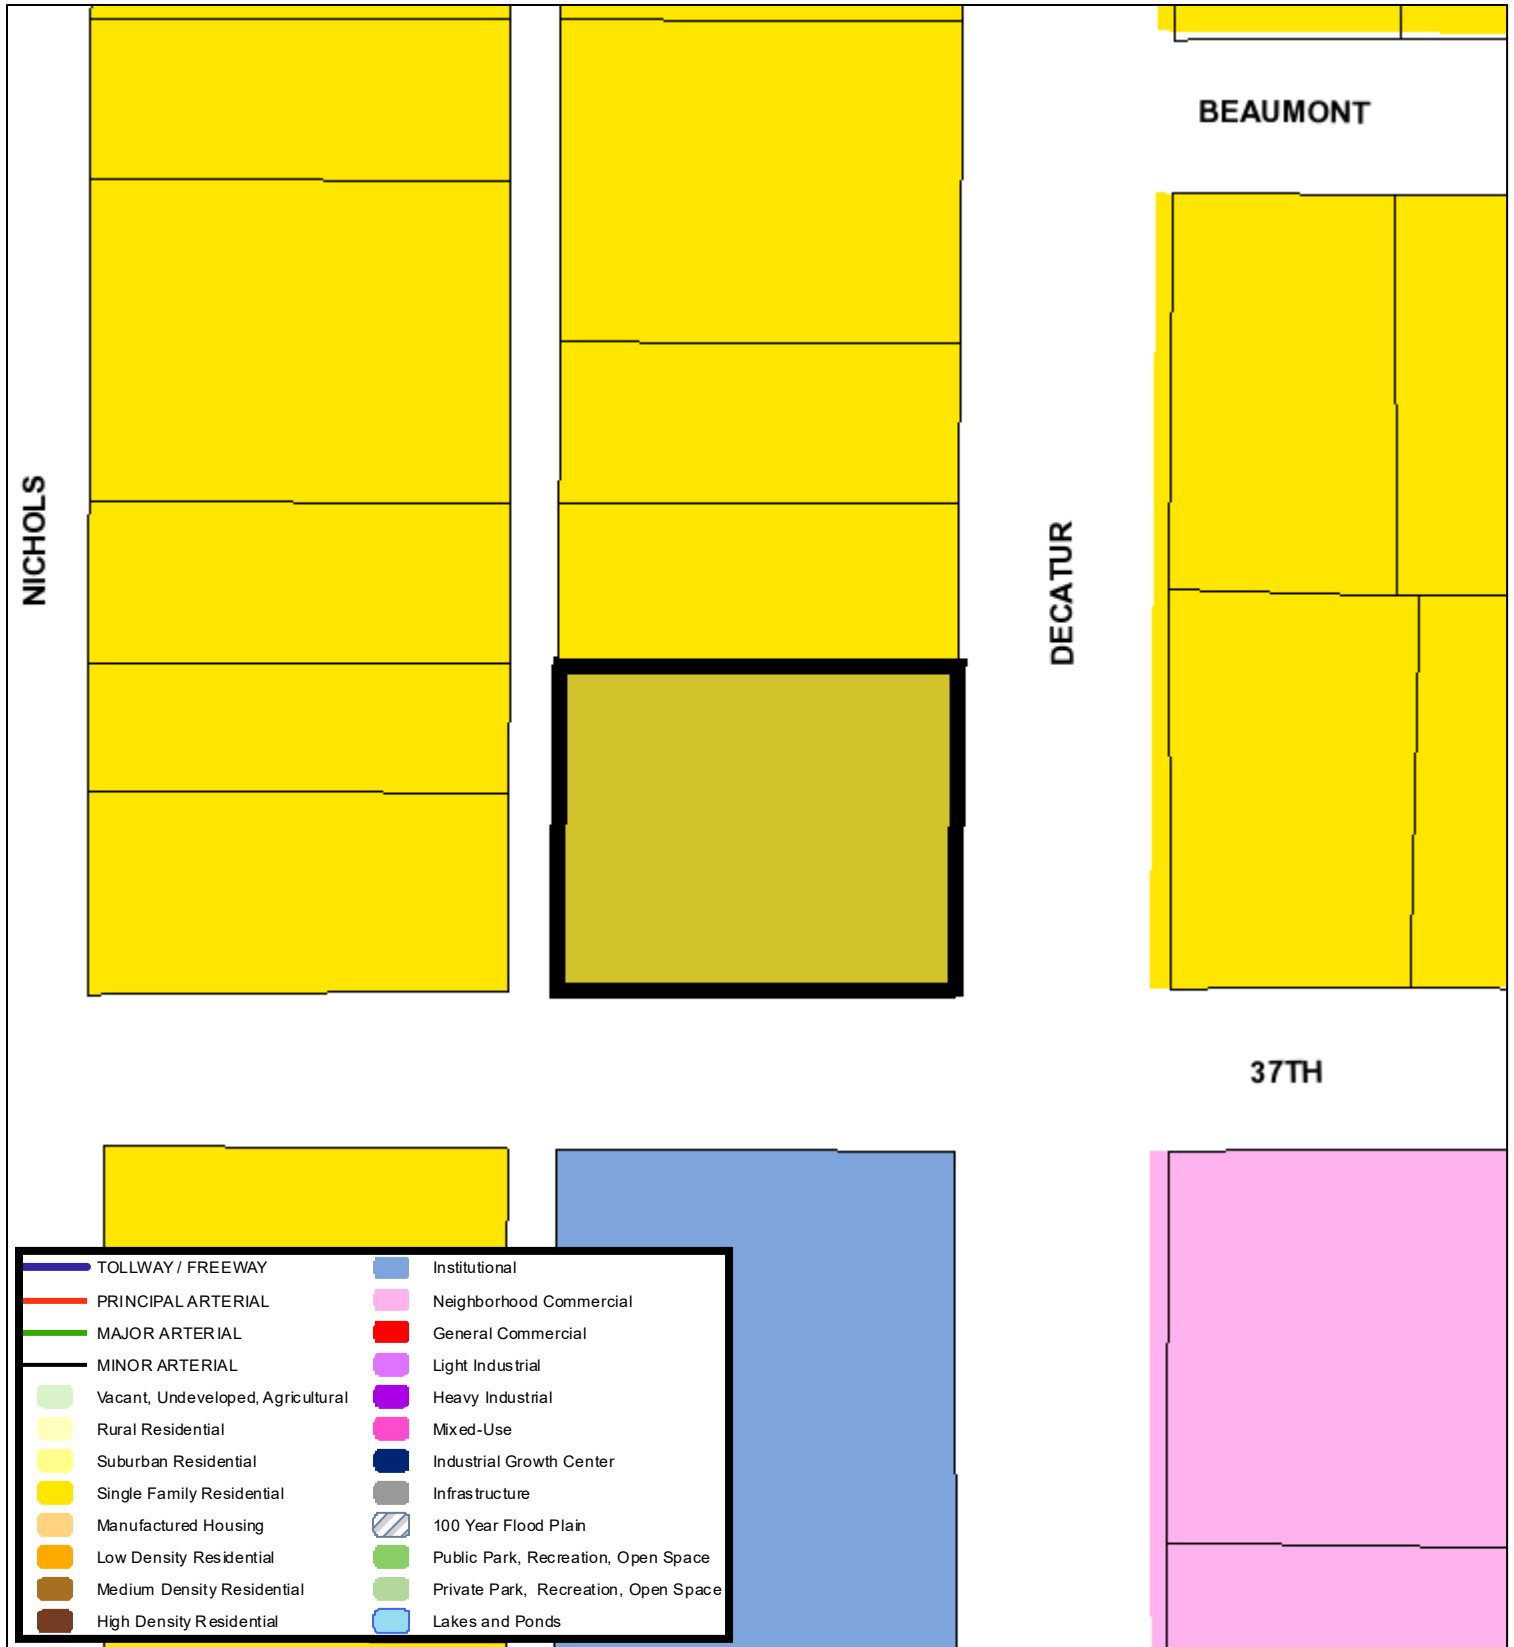 BEAUMONT
NICHOLS
DECATUR
37TH
TOLLWAY / FREEWAY
PRINCIPAL ARTERIAL
MAJOR ARTERIAL
MINOR ARTERIAL
Vacant, Undeveloped, Agricultural
Rural Residential
Suburban Residential
Single Family Residential
Manufactured Housing
Low Density Residential
Medium Density Residential
High Density Residential
Institutional
Neighborhood Commercial
General Commercial
Light Industrial
Heavy Industrial
Mixed-Use
Industrial Growth Center
Infrastructure
100 Year Flood Plain
Public Park, Recreation, Open Space
Private Park, Recreation, Open Space
Lakes and Ponds